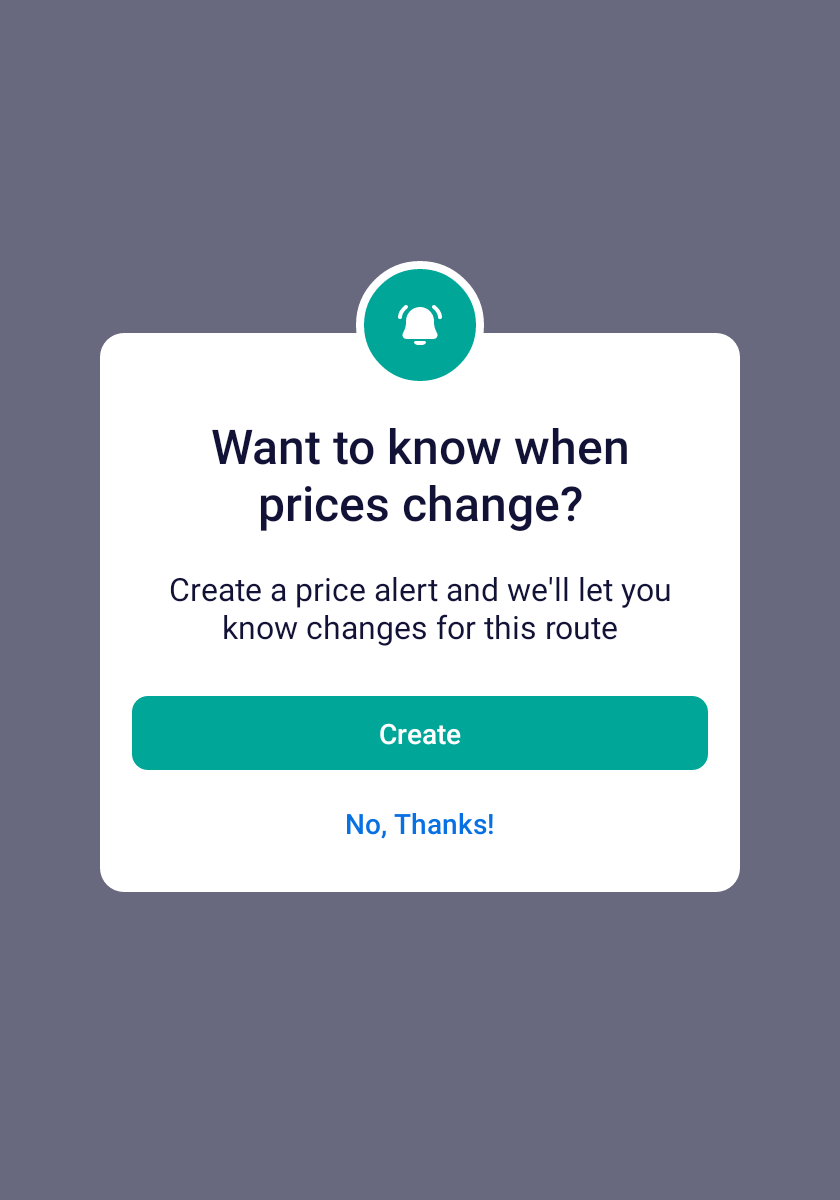 Want to know when
prices change?
Create a price alert and we'll let you
know changes for this route
Create
No, Thanks!